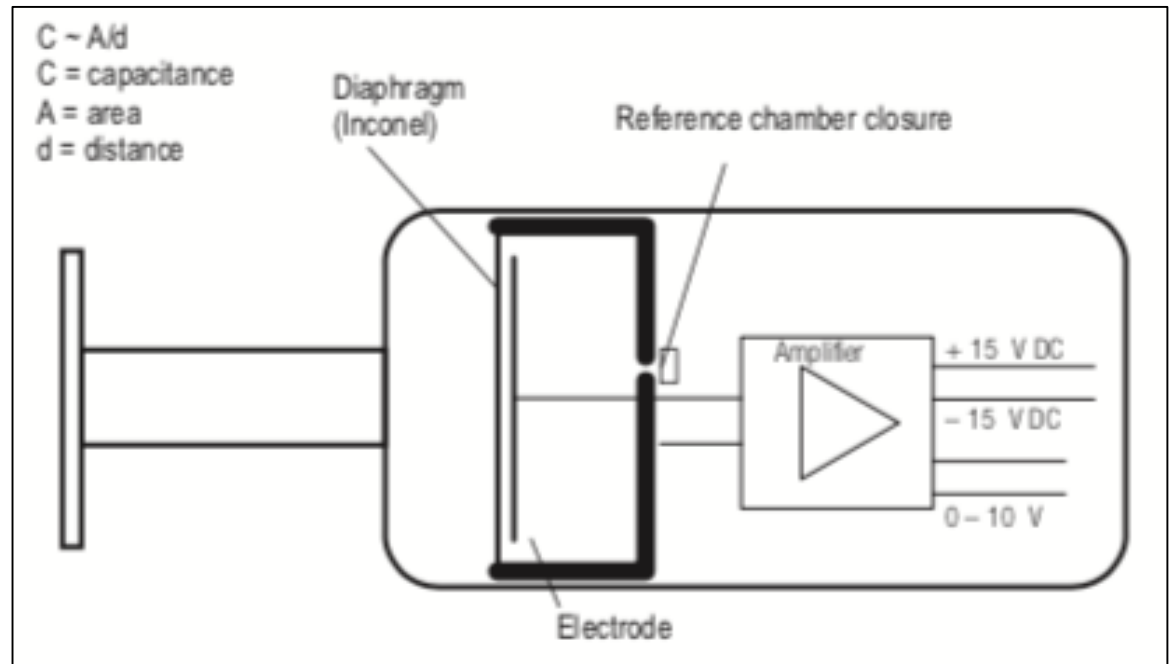 C ~ A/d
C = capacitance
A = area
d = distance
Diaphragm
(Inconel)
Reference chamber closure
Amplifier
+ 15 V DC
– 15 V DC
0 – 10 V
Electrode